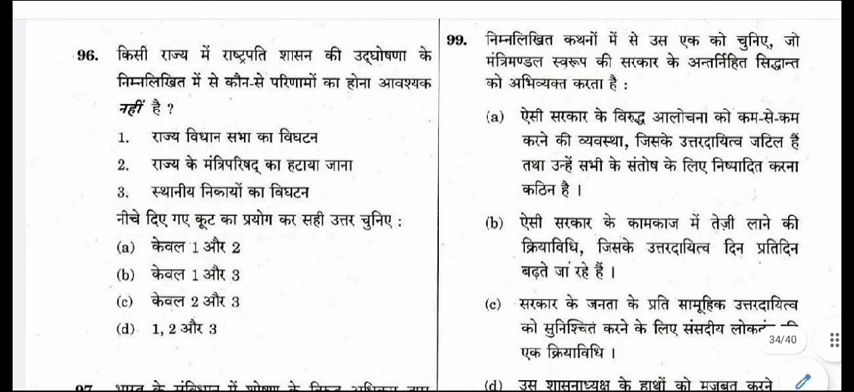 96. किसी राज्य में राष्ट्रपति शासन की उद्घोषणा के
निम्नलिखित में से कौन-से परिणामों का होना आवश्यक
नहीं है ?
1. राज्य विधान सभा का विघटन
2. राज्य के मंत्रिपरिषद् का हटाया जाना
3. स्थानीय निकायों का विघटन
नीचे दिए गए कूट का प्रयोग कर सही उत्तर चुनिए :
(a) केवल 1 और 2
(b) केवल 1 और 3
(c) केवल 2 और 3
(d) 1, 2 और 3
99. निम्नलिखित कथनों में से उस एक को चुनिए, जो
मंत्रिमण्डल स्वरूप की सरकार के अन्तर्निहित सिद्धान्त
को अभिव्यक्त करता है :
(a) ऐसी सरकार के विरुद्ध आलोचना को कम-से-कम
करने की व्यवस्था, जिसके उत्तरदायित्व जटिल हैं
तथा उन्हें सभी के संतोष के लिए निष्पादित करना
कठिन है ।
(b) ऐसी सरकार के कामकाज में तेज़ी लाने की
क्रियाविधि, जिसके उत्तरदायित्व दिन प्रतिदिन
बढ़ते जा रहे हैं ।
(c) सरकार के जनता के प्रति सामूहिक उत्तरदायित्व
को सुनिश्चित करने के लिए संसदीय
एक क्रियाविधि ।
(d) उस शासनाध्यक्ष के हाथों को मजबूत करने
34/40